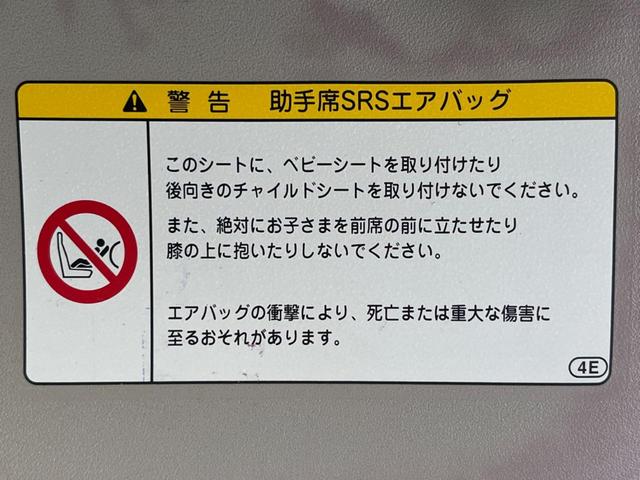 警告 助手席SRSエアバッグ
このシートに、ベビーシートを取り付けたり
後向きのチャイルドシートを取り付けないでください。
また、絶対にお子さまを前席の前に立たせたり
膝の上に抱いたりしないでください。
エアバッグの衝撃により、死亡または重大な傷害に
至るおそれがあります。
4E